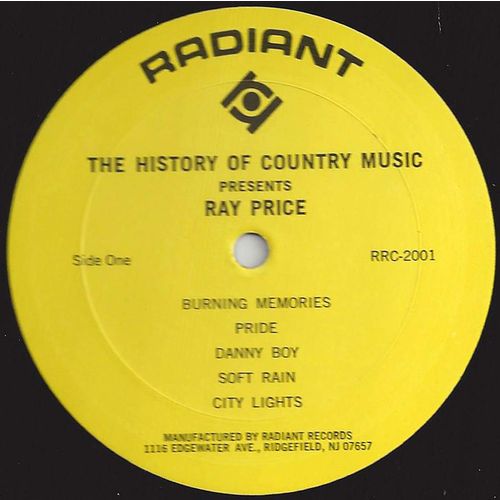 RADIANT
THE HISTORY OF COUNTRY MUSIC
PRESENTS
RAY PRICE
Side One
RRC-2001
BURNING MEMORIES
PRIDE
DANNY BOY
SOFT RAIN
CITY LIGHTS
MANUFACTURED BY RADIANT RECORDS
1116 EDGEWATER AVE., RIDGEFIELD, NJ 07657